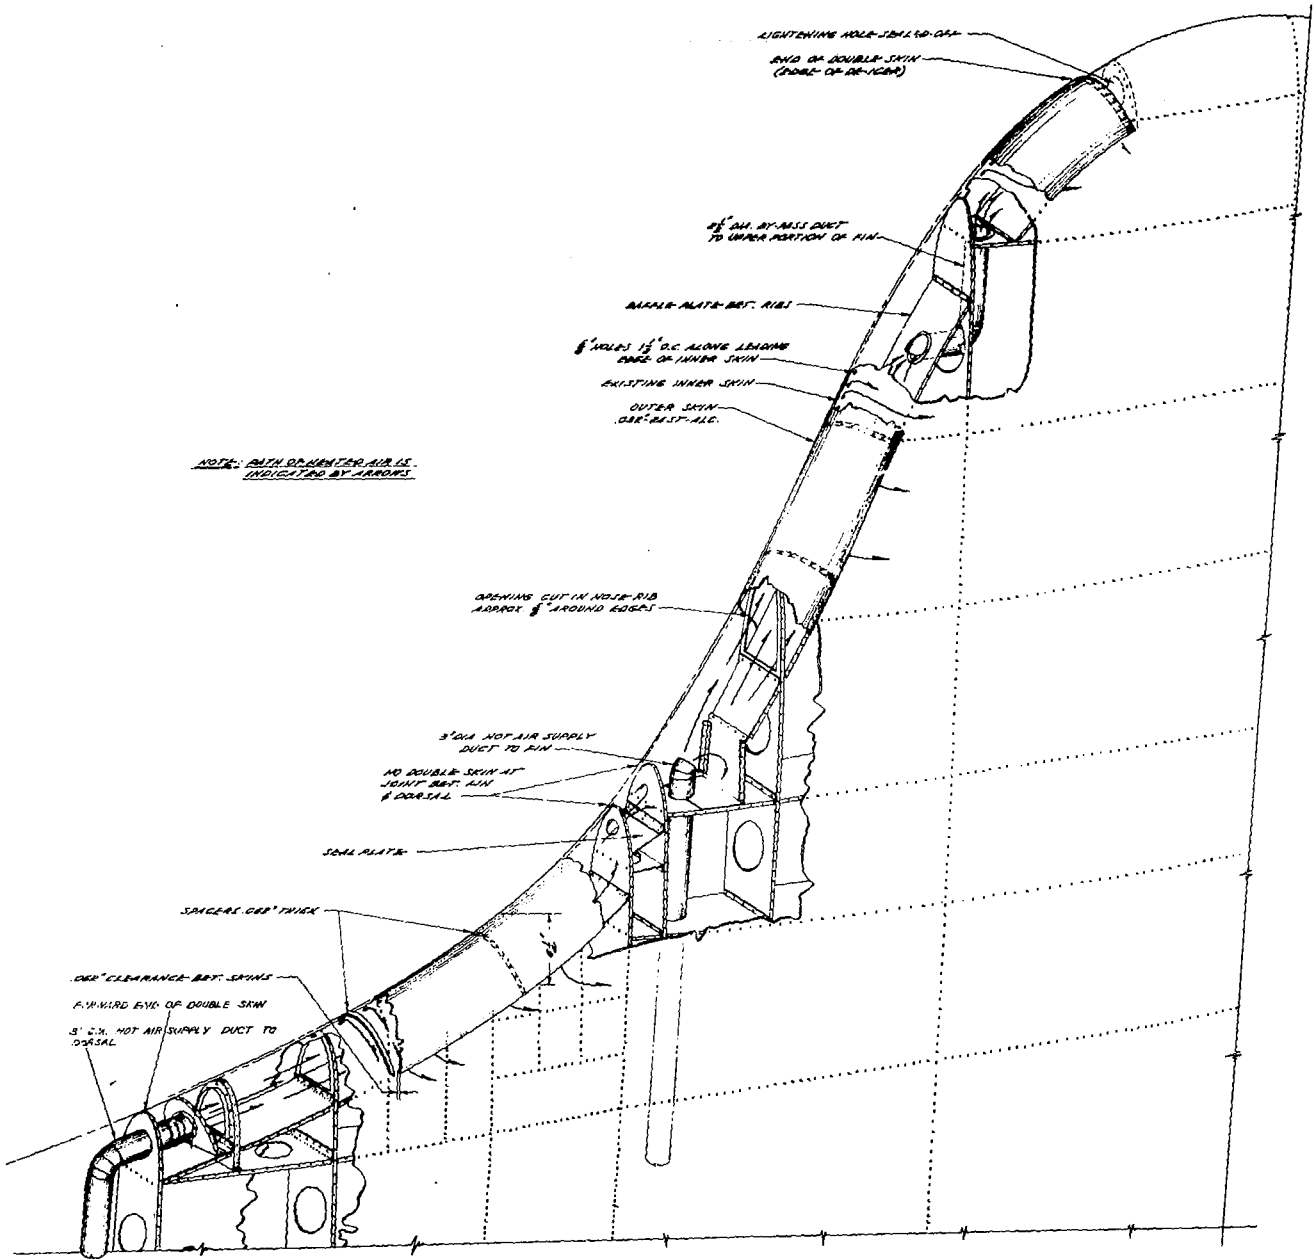 LIGHTENING HOLE SEALED OFF
END OF DOUBLE SKIN
(EDGE OF DE-ICER)
DIA. BY-PASS DUCT
TO UPPER PORTION OF FIN
BAFFLE PLATE BET. RIBS
HOLES 1½" O.C. ALONG LEADING
EDGE OF INNER SKIN
EXISTING INNER SKIN
OUTER SKIN
NOTE: PATH OF HEATED AIR IS
INDICATED BY ARROWS
OPENING CUT IN NOSE RIB
APPROX. AROUND EDGES
3" DIA. HOT AIR SUPPLY
DUCT TO FIN
NO DOUBLE SKIN AT
JOINT BET. FIN
& DORSAL
SEAL PLATE
SPACERS THICK
CLEARANCE BET. SKINS
FORWARD END OF DOUBLE SKIN
HOT AIR SUPPLY DUCT TO
DORSAL